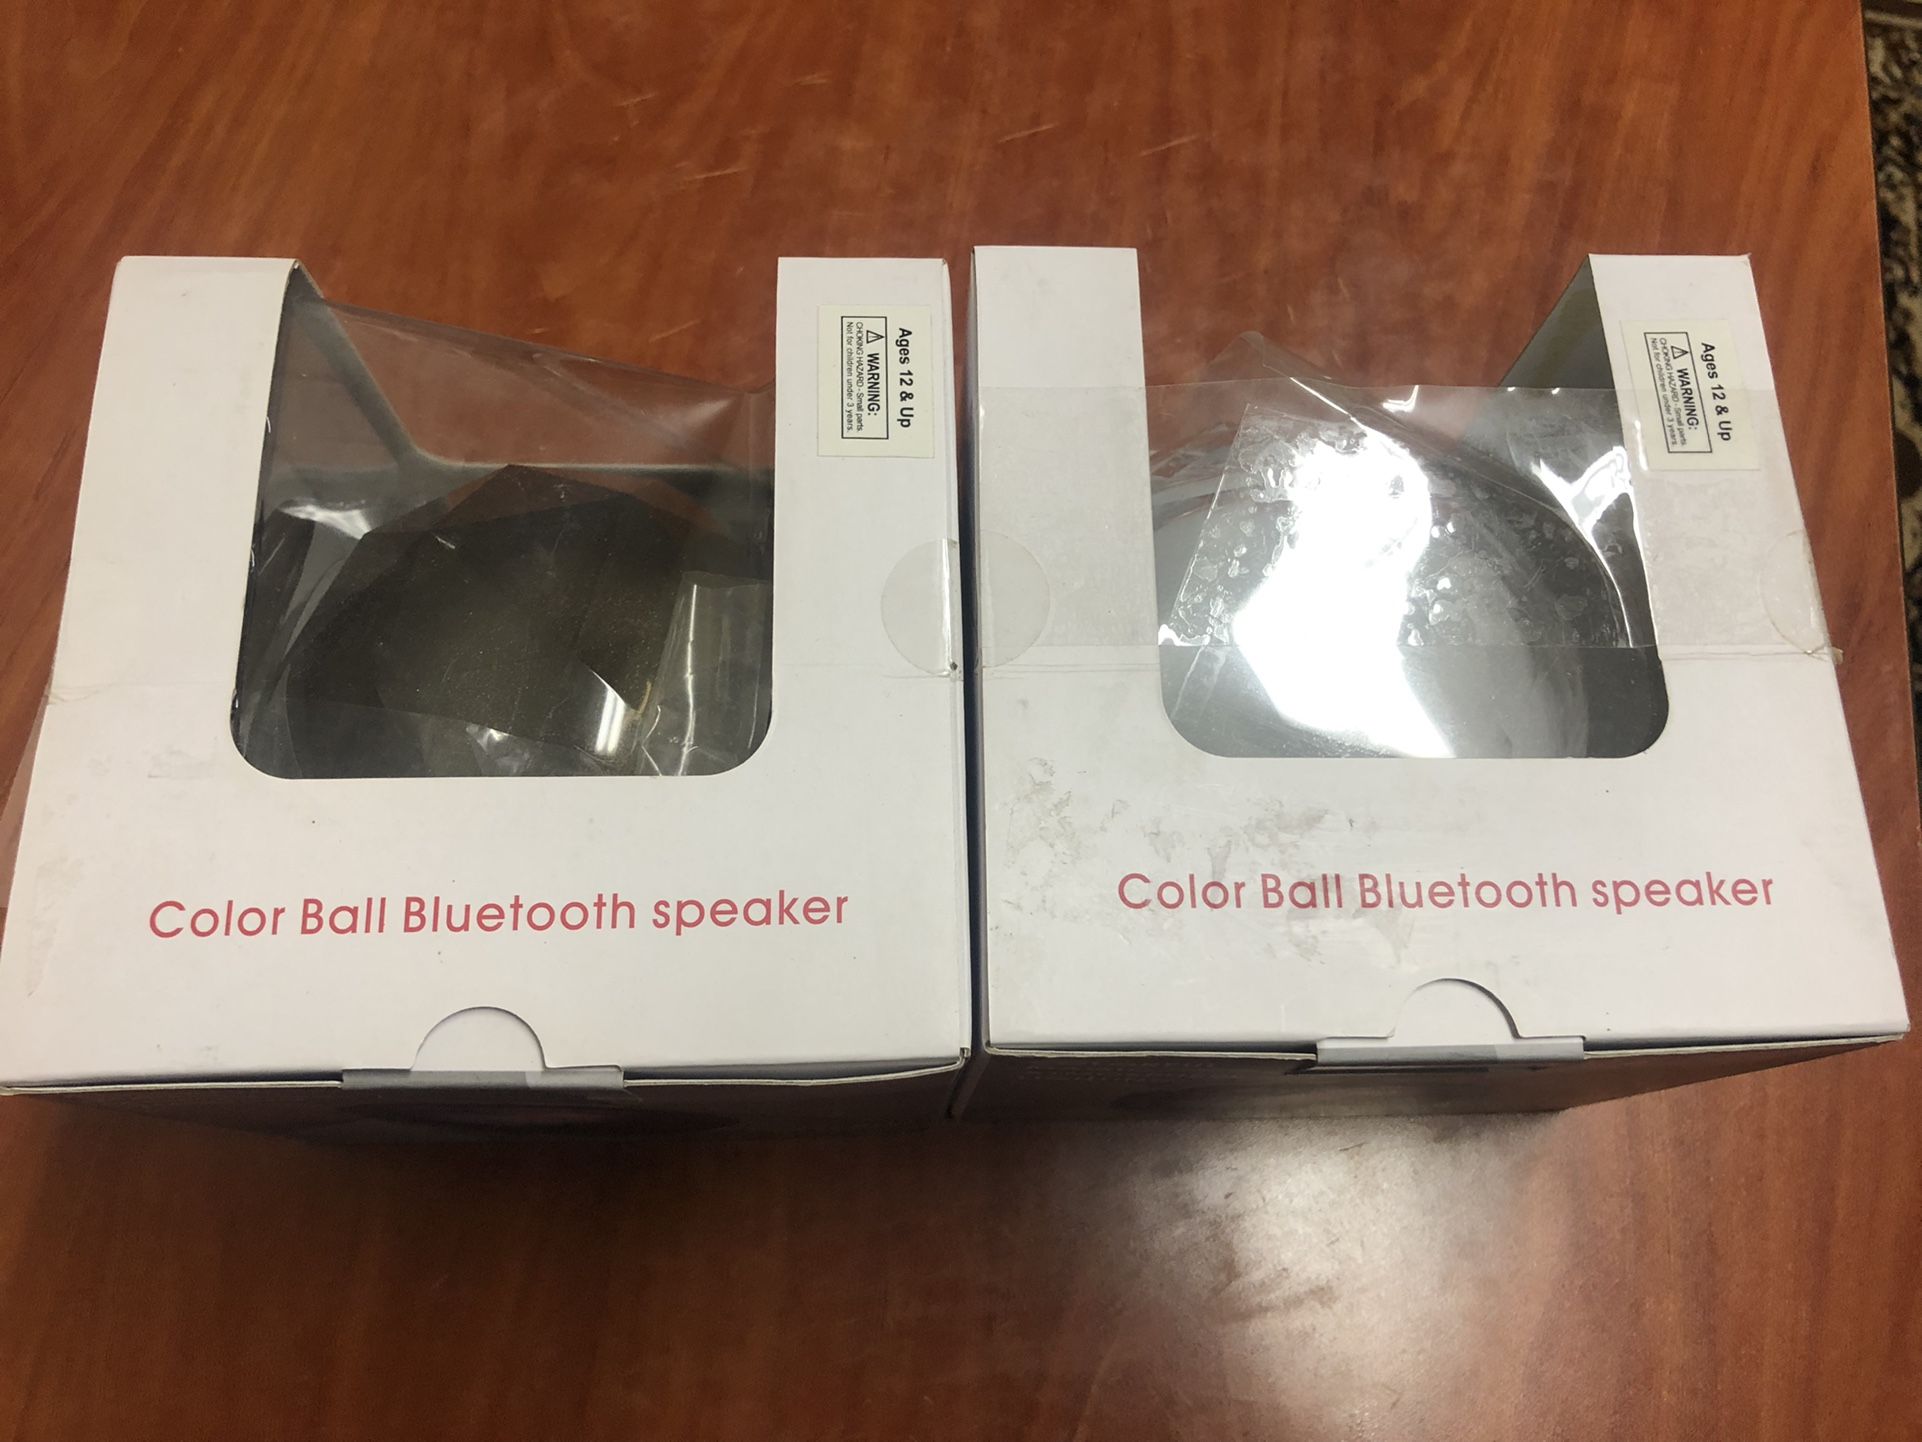 Ages 12 & Up
⚠ WARNING:
CHOKING HAZARD - Small parts.
Not for children under 3 years.
Color Ball Bluetooth speaker
Ages 12 & Up
⚠ WARNING:
CHOKING HAZARD - Small parts.
Not for children under 3 years.
Color Ball Bluetooth speaker